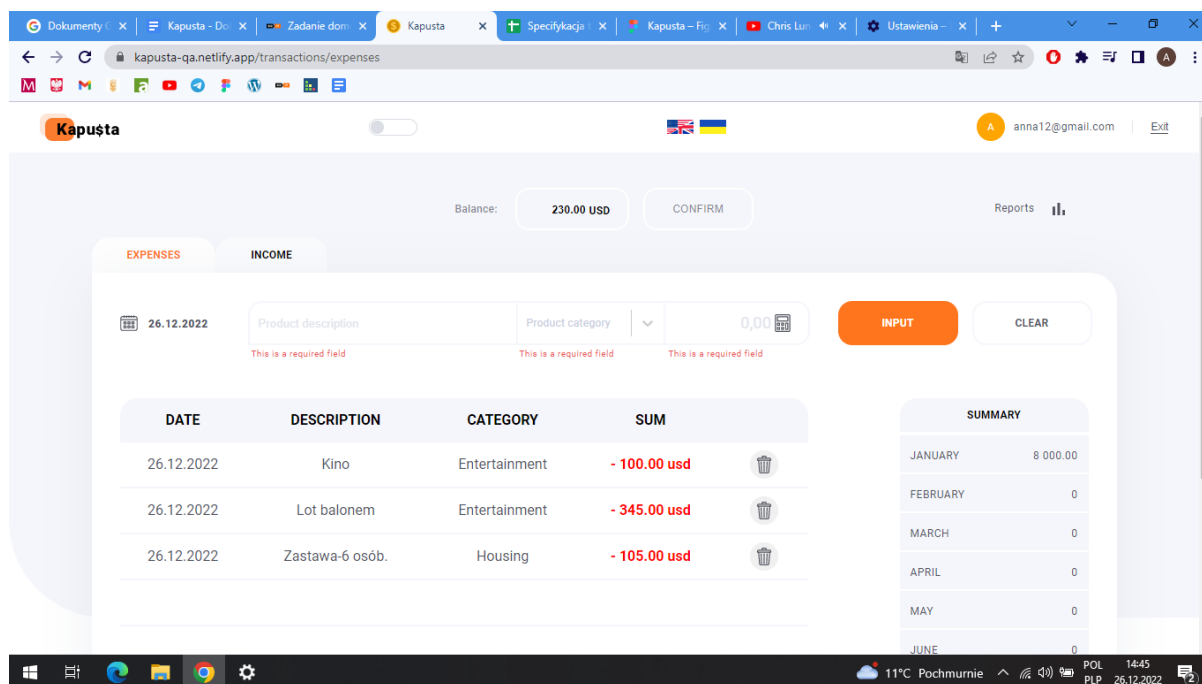 Dokumenty G Kapusta - Do Zadanie dom Kapusta Specyfikacja Kapusta – Fig Chris Lun Ustawienia –
kapusta-qa.netlify.app/transactions/expenses
Kapu$ta
A anna12@gmail.com Exit
Balance: 230.00 USD CONFIRM Reports
EXPENSES INCOME
26.12.2022 Product description Product category 0,00 INPUT CLEAR
This is a required field This is a required field This is a required field
DATE DESCRIPTION CATEGORY SUM
26.12.2022 Kino Entertainment - 100.00 usd
26.12.2022 Lot balonem Entertainment - 345.00 usd
26.12.2022 Zastawa-6 osób. Housing - 105.00 usd
SUMMARY
JANUARY 8 000.00
FEBRUARY 0
MARCH 0
APRIL 0
MAY 0
JUNE 0
11°C Pochmurnie POL 14:45
PLP 26.12.2022 2